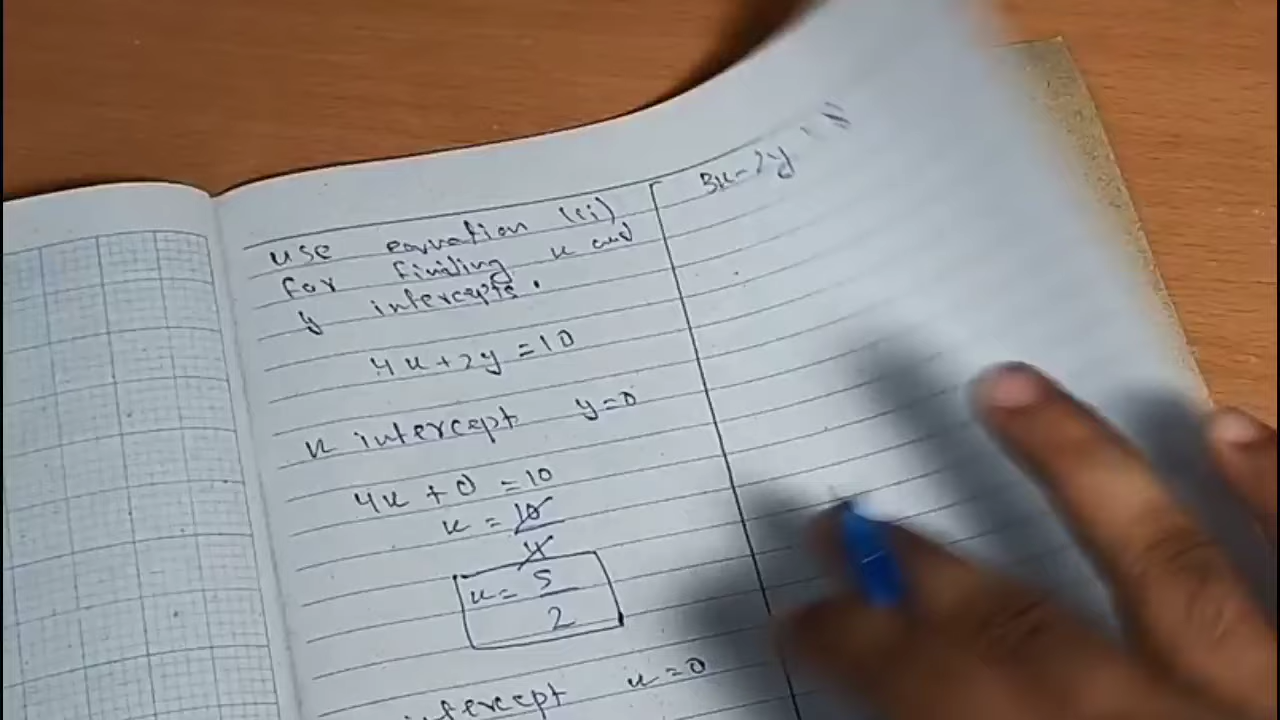 use equation (ii)
for finding x and
y intercepts.
4x+2y=10
x intercept y=0
4x+0=10
x=10
4
x=5
2
intercept x=0
3x-2y